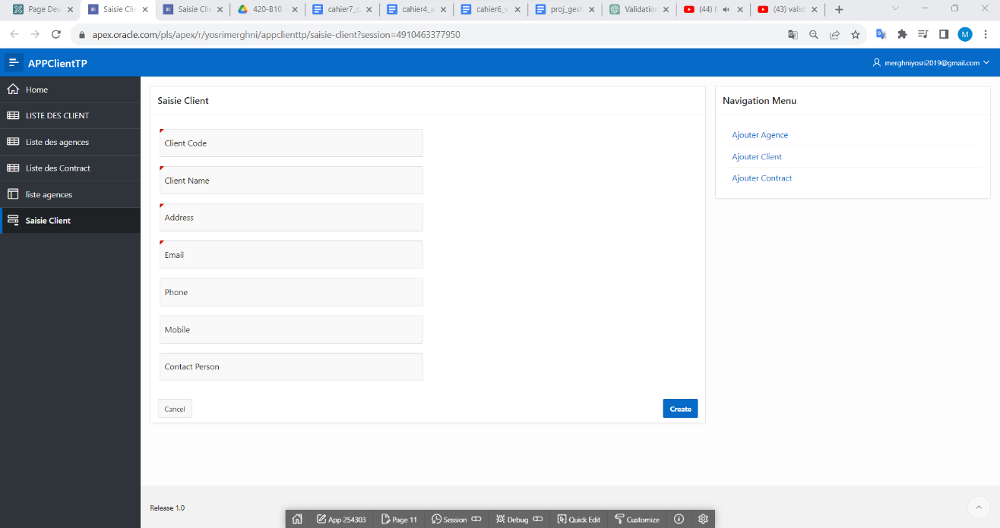 Page Des
Saisie Clie
Saisie Clie
420-B10-
cahier7_c
cahier4_a
cahier6_v
proj_gest
Validation
(44)
(43) valid
apex.oracle.com/pls/apex/r/yosrimerghni/appclienttp/saisie-client?session=4910463377950
M
APPClientTP
merghniyosri2019@gmail.com
Home
LISTE DES CLIENT
Liste des agences
Liste des Contract
liste agences
Saisie Client
Saisie Client
Client Code
Client Name
Address
Email
Phone
Mobile
Contact Person
Cancel
Create
Navigation Menu
Ajouter Agence
Ajouter Client
Ajouter Contract
Release 1.0
App 254303
Page 11
Session
Debug
Quick Edit
Customize